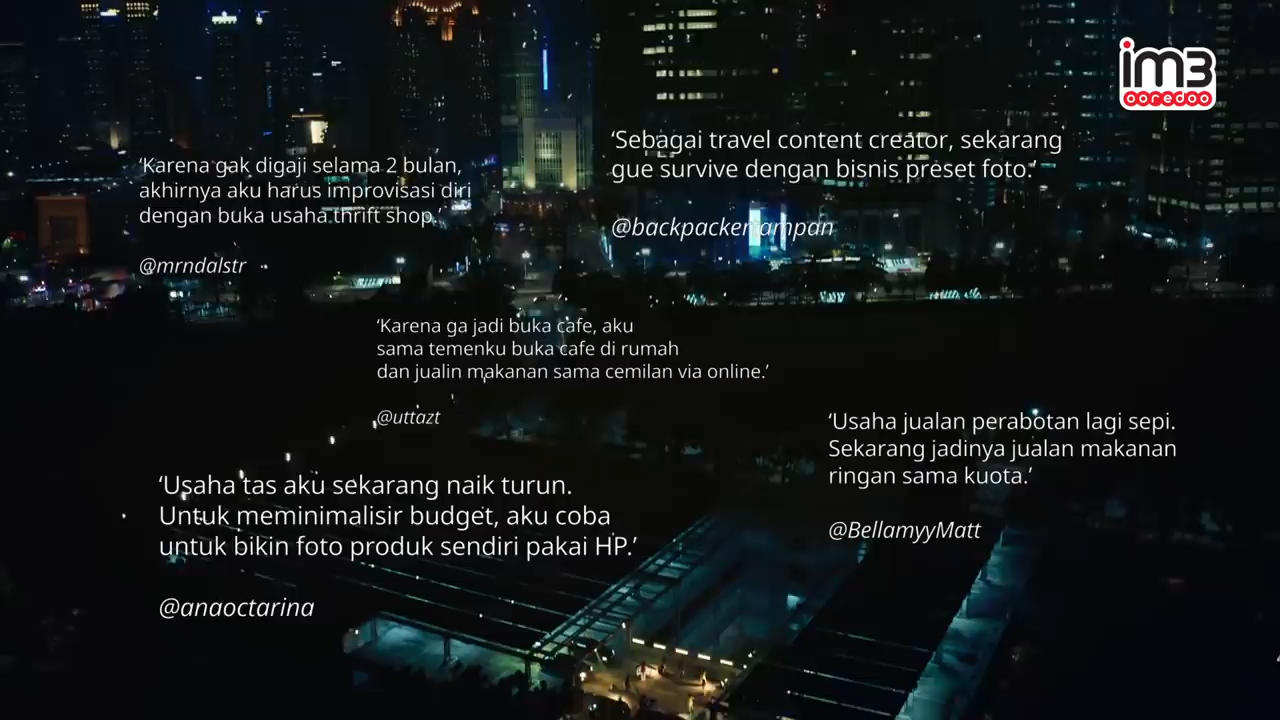 im3
ooredoo
‘Sebagai travel content creator, sekarang
gue survive dengan bisnis preset foto.’
@backpackertampan
‘Karena gak digaji selama 2 bulan,
akhirnya aku harus improvisasi diri
dengan buka usaha thrift shop.’
@mrndalstr
‘Karena ga jadi buka cafe, aku
sama temenku buka cafe di rumah
dan jualin makanan sama cemilan via online.’
@uttazt
‘Usaha jualan perabotan lagi sepi.
Sekarang jadinya jualan makanan
ringan sama kuota.’
@BellamyyMatt
‘Usaha tas aku sekarang naik turun.
Untuk meminimalisir budget, aku coba
untuk bikin foto produk sendiri pakai HP.’
@anaoctarina